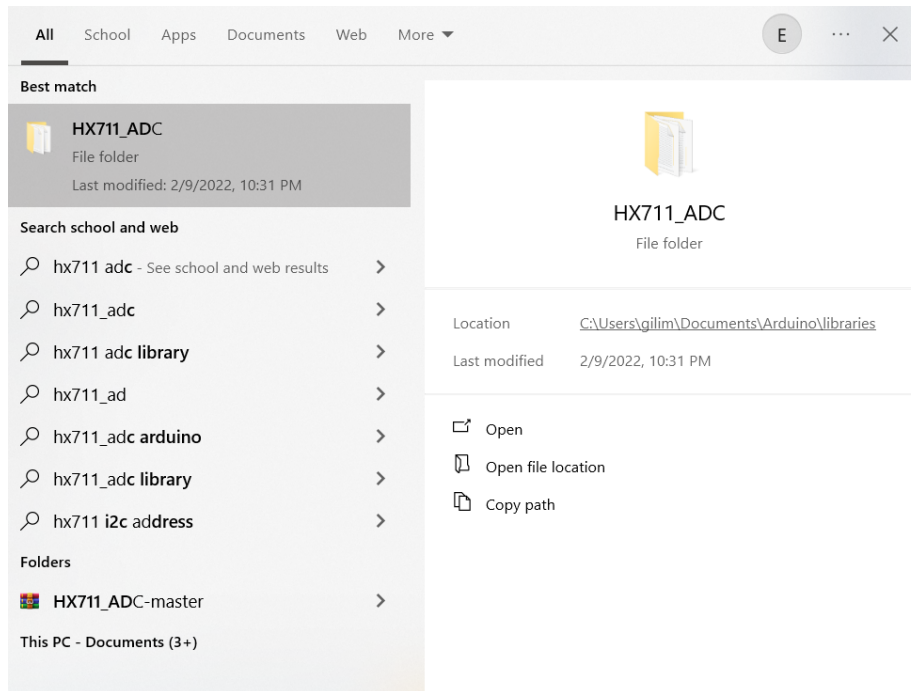 All School Apps Documents Web More E ...
Best match
HX711_ADC
File folder
Last modified: 2/9/2022, 10:31 PM
Search school and web
hx711 adc - See school and web results
hx711_adc
hx711 adc library
hx711_ad
hx711_adc arduino
hx711_adc library
hx711 i2c address
Folders
HX711_ADC-master
This PC - Documents (3+)
HX711_ADC
File folder
Location C:\Users\gilim\Documents\Arduino\libraries
Last modified 2/9/2022, 10:31 PM
Open
Open file location
Copy path